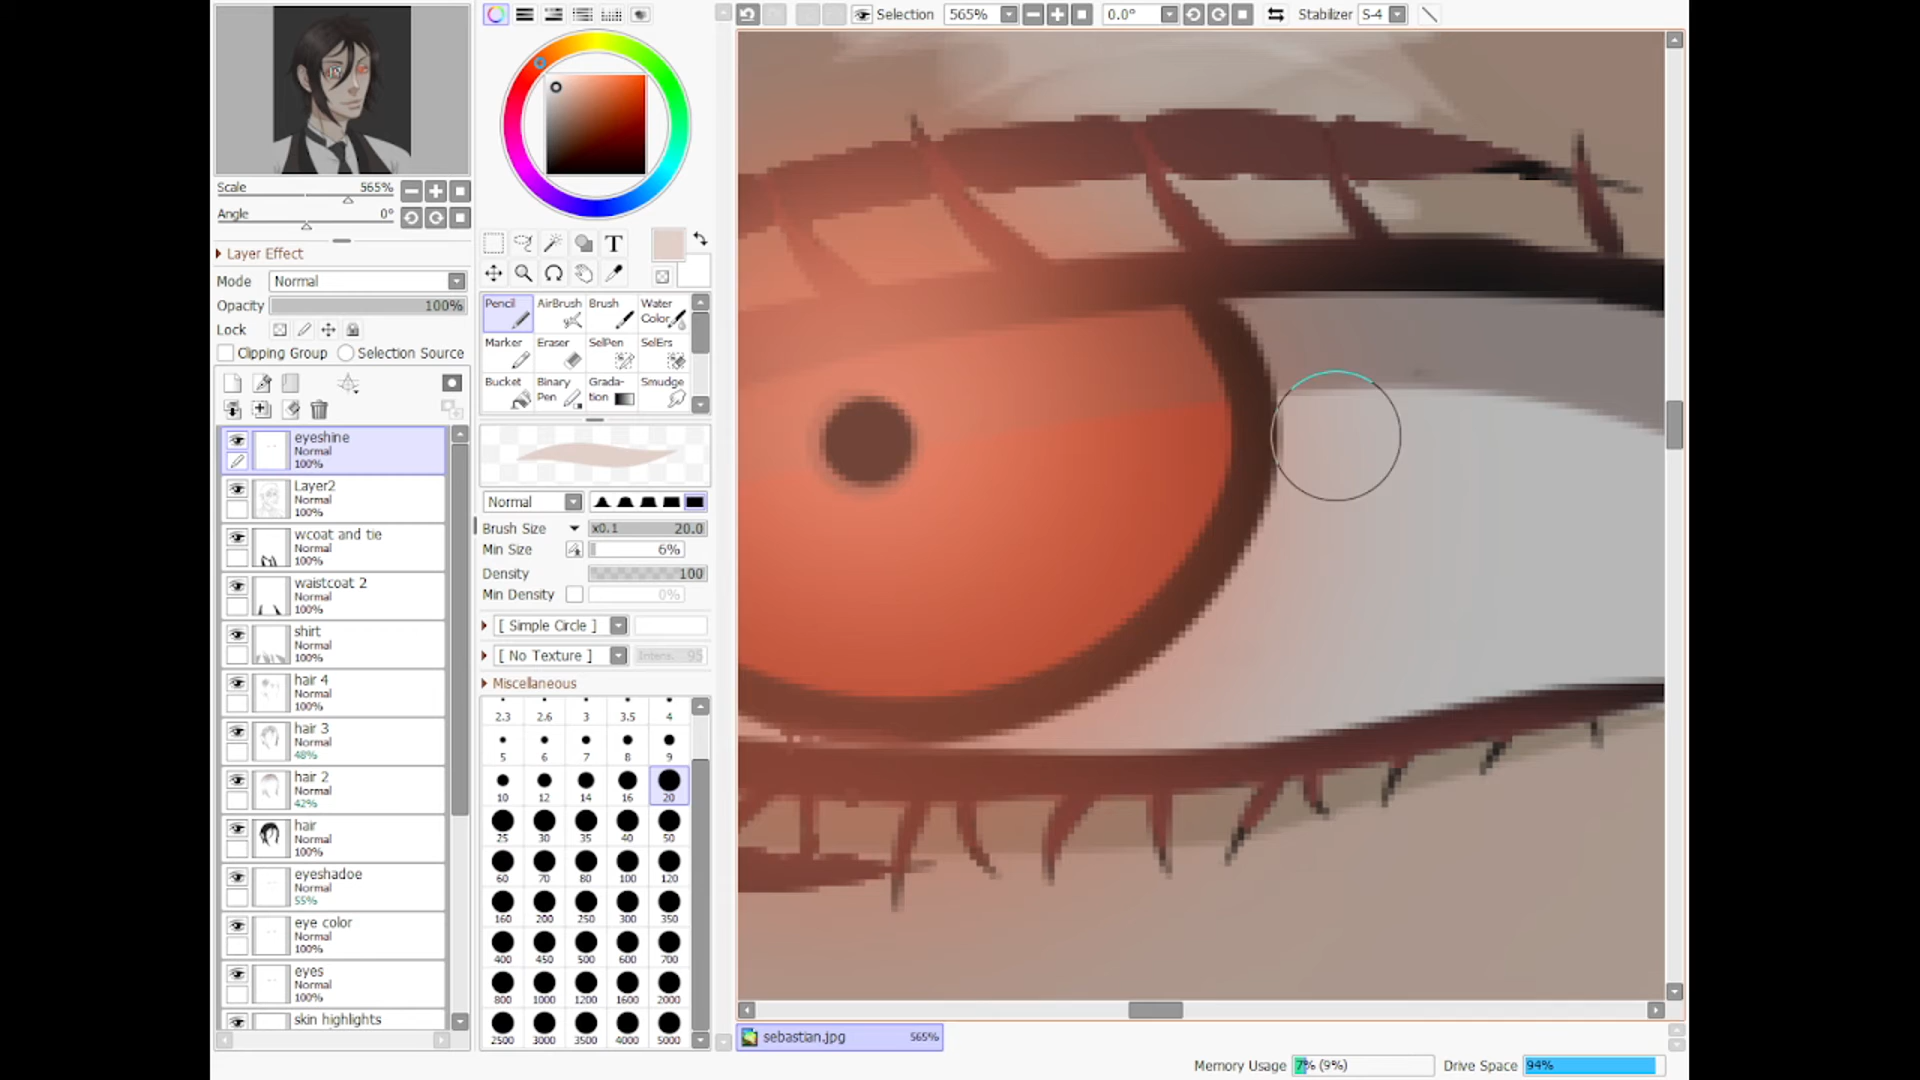 Selection
565%
0.0°
Stabilizer
S-4
Scale
565%
Angle
0°
Layer Effect
Mode
Normal
Opacity
100%
Lock
Clipping Group
Selection Source
eyeshine
Normal
100%
Layer2
Normal
100%
wcoat and tie
Normal
100%
waistcoat 2
Normal
100%
shirt
Normal
100%
hair 4
Normal
100%
hair 3
Normal
48%
hair 2
Normal
42%
hair
Normal
100%
eyeshadoe
Normal
55%
eye color
Normal
100%
eyes
Normal
100%
skin highlights
T
Pencil
AirBrush
Brush
Water
Color
Marker
Eraser
SelPen
SelErs
Bucket
Binary
Pen
Grada-
tion
Smudge
Normal
Brush Size
x0.1
20.0
Min Size
6%
Density
100
Min Density
0%
[ Simple Circle ]
[ No Texture ]
Intens.
95
Miscellaneous
2.3 2.6 3 3.5 4
5 6 7 8 9
10 12 14 16 20
25 30 35 40 50
60 70 80 100 120
160 200 250 300 350
400 450 500 600 700
800 1000 1200 1600 2000
2500 3000 3500 4000 5000
sebastian.jpg
565%
Memory Usage
7% (9%)
Drive Space
94%